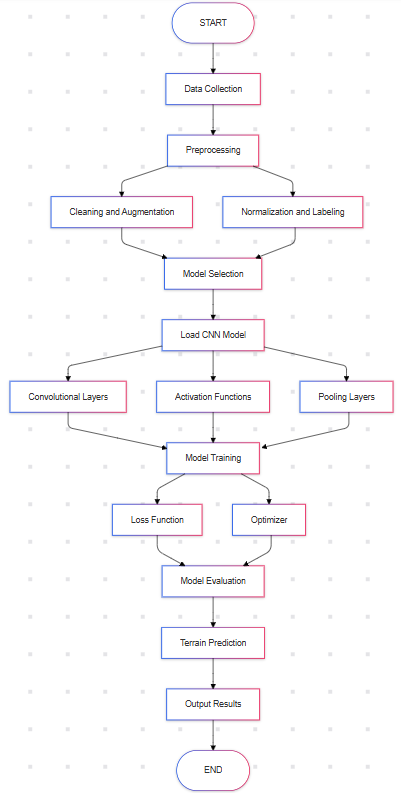 START
Data Collection
Preprocessing
Cleaning and Augmentation
Normalization and Labeling
Model Selection
Load CNN Model
Convolutional Layers
Activation Functions
Pooling Layers
Model Training
Loss Function
Optimizer
Model Evaluation
Terrain Prediction
Output Results
END